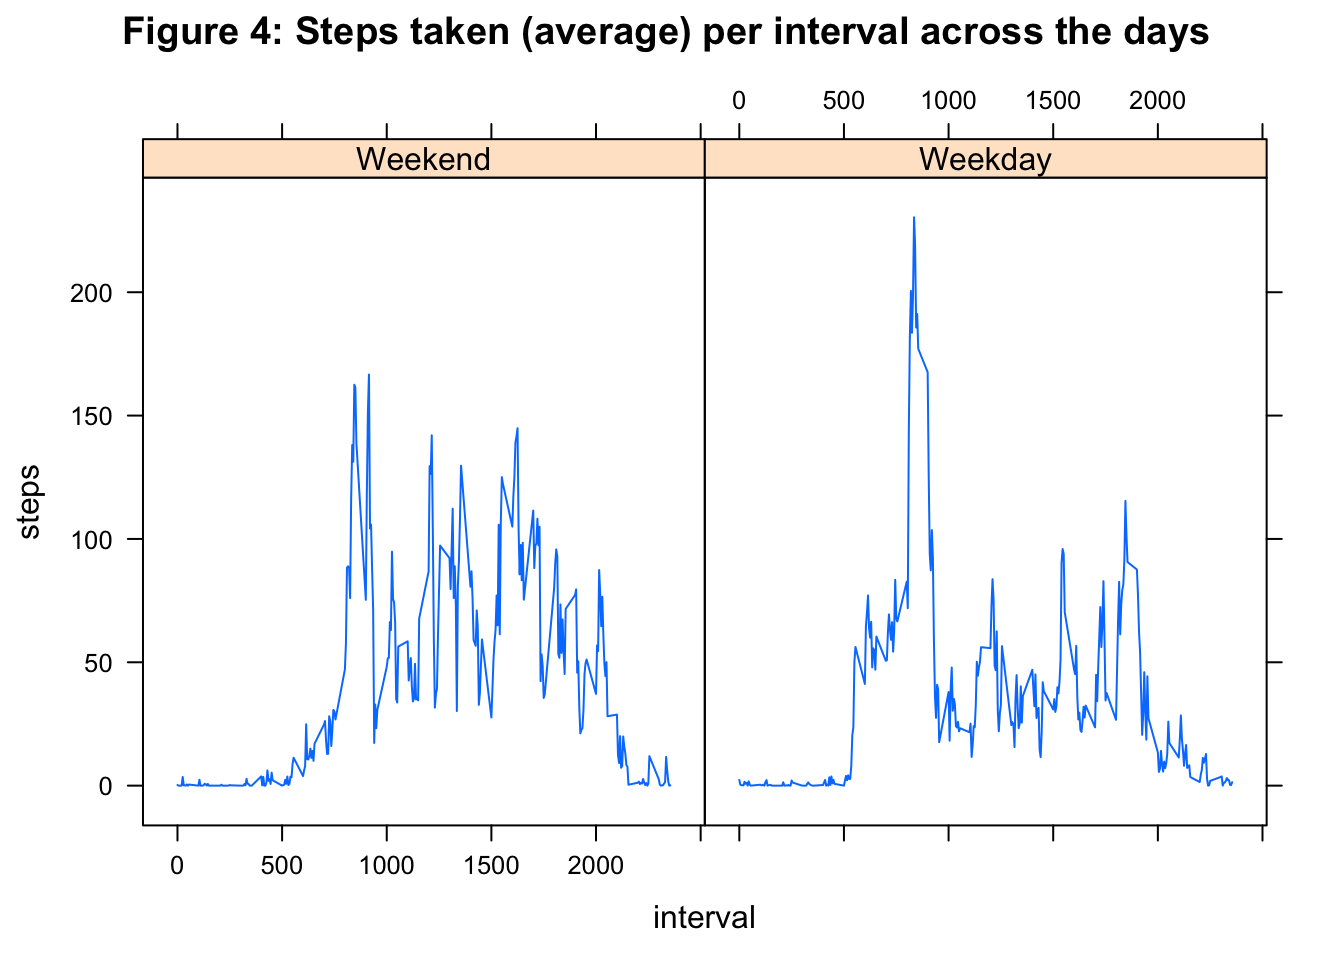 Figure 4: Steps taken (average) per interval across the days
0 500 1000 1500 2000
Weekend Weekday
200
150
100
50
0
steps
0 500 1000 1500 2000
interval